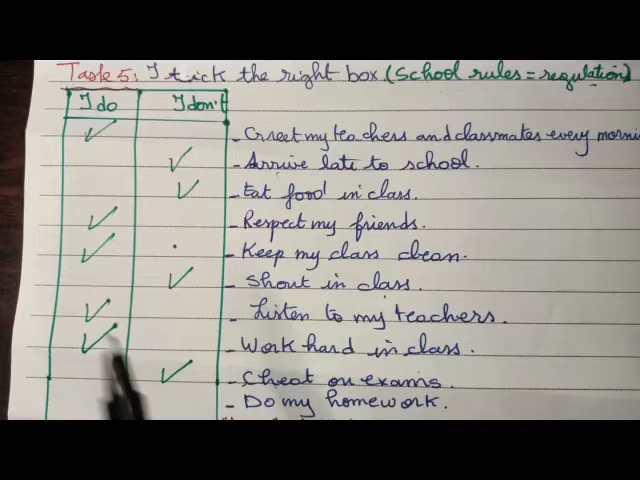 Task 5: I tick the right box. (School rules = regulation)
I do I don't
- Greet my teachers and classmates every morni
- Arrive late to school.
- Eat food in class.
- Respect my friends.
- Keep my class clean.
- Shout in class.
- Listen to my teachers.
- Work hard in class.
- Cheat on exams.
- Do my homework.